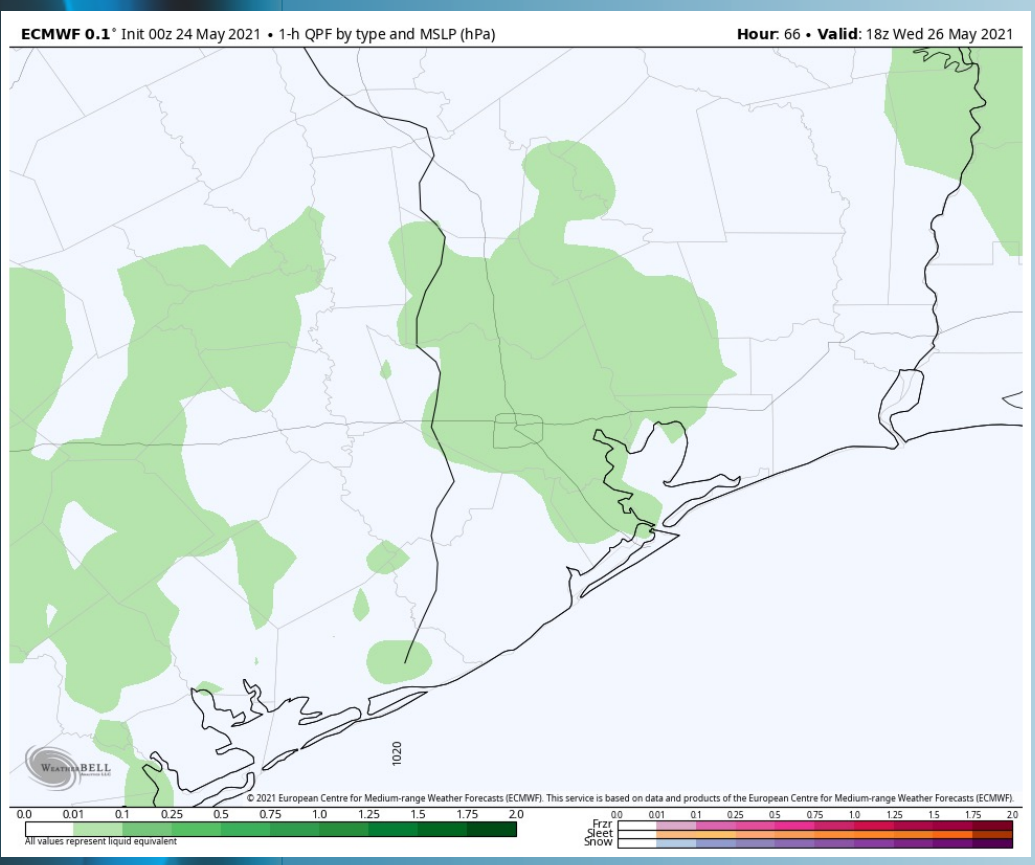 ECMWF 0.1° Init 00z 24 May 2021 • 1-h QPF by type and MSLP (hPa) Hour: 66 • Valid: 18z Wed 26 May 2021
1020
WEATHERBELL
© 2021 European Centre for Medium-range Weather Forecasts (ECMWF). This service is based on data and products of the European Centre for Medium-range Weather Forecasts (ECMWF).
0.0 0.01 0.1 0.25 0.5 0.75 1.0 1.25 1.5 1.75 2.0
All values represent liquid equivalent
0.0 0.01 0.1 0.25 0.5 0.75 1.0 1.25 1.5 1.75 2.0
Frzr
Sleet
Snow